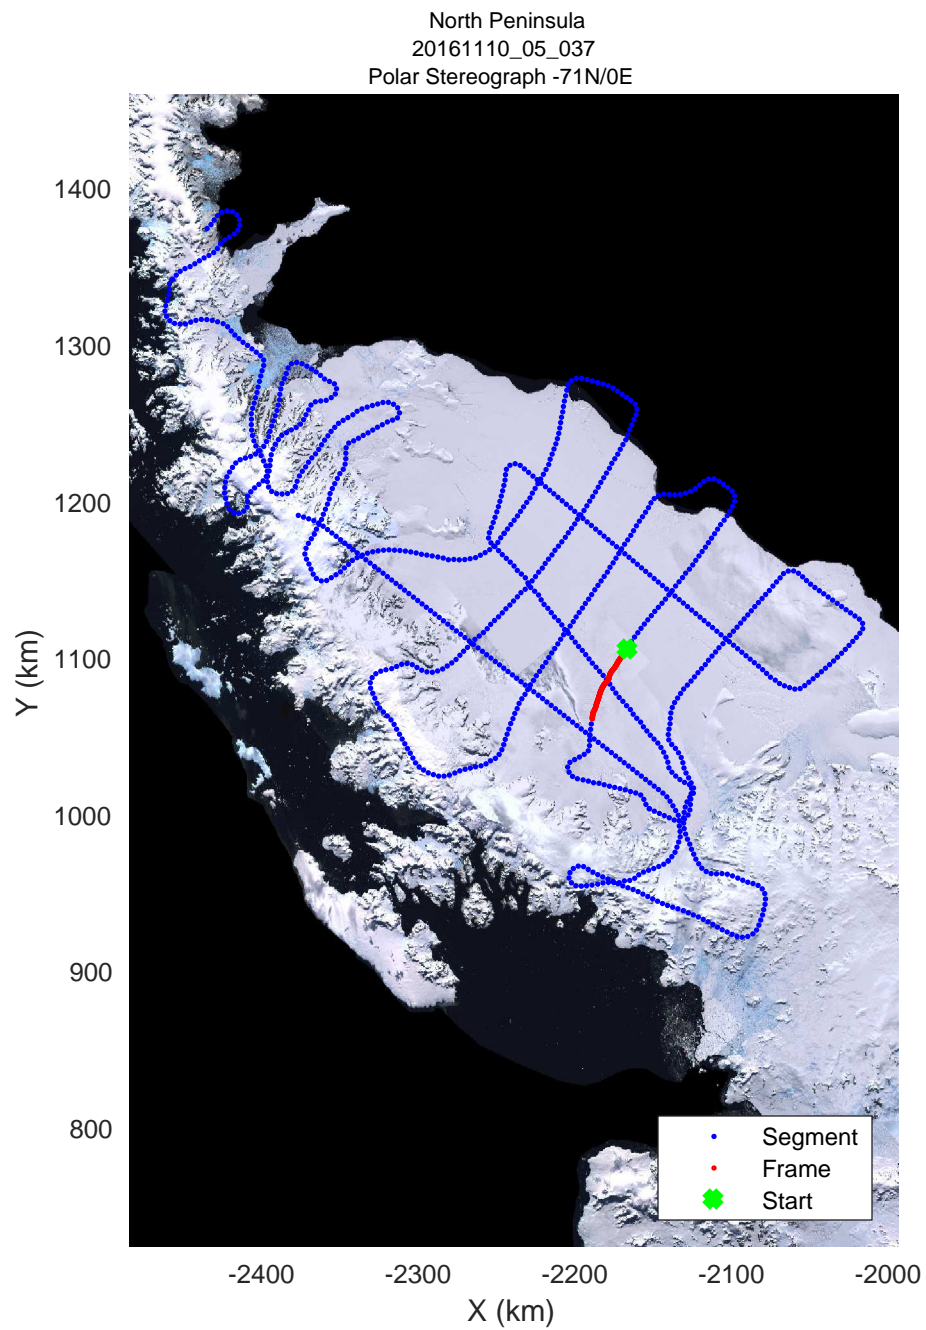 North Peninsula
20161110_05_037
Polar Stereograph -71N/0E
1400
1300
1200
1100
1000
900
800
Y (km)
Segment
Frame
Start
-2400
-2300
-2200
-2100
-2000
X (km)